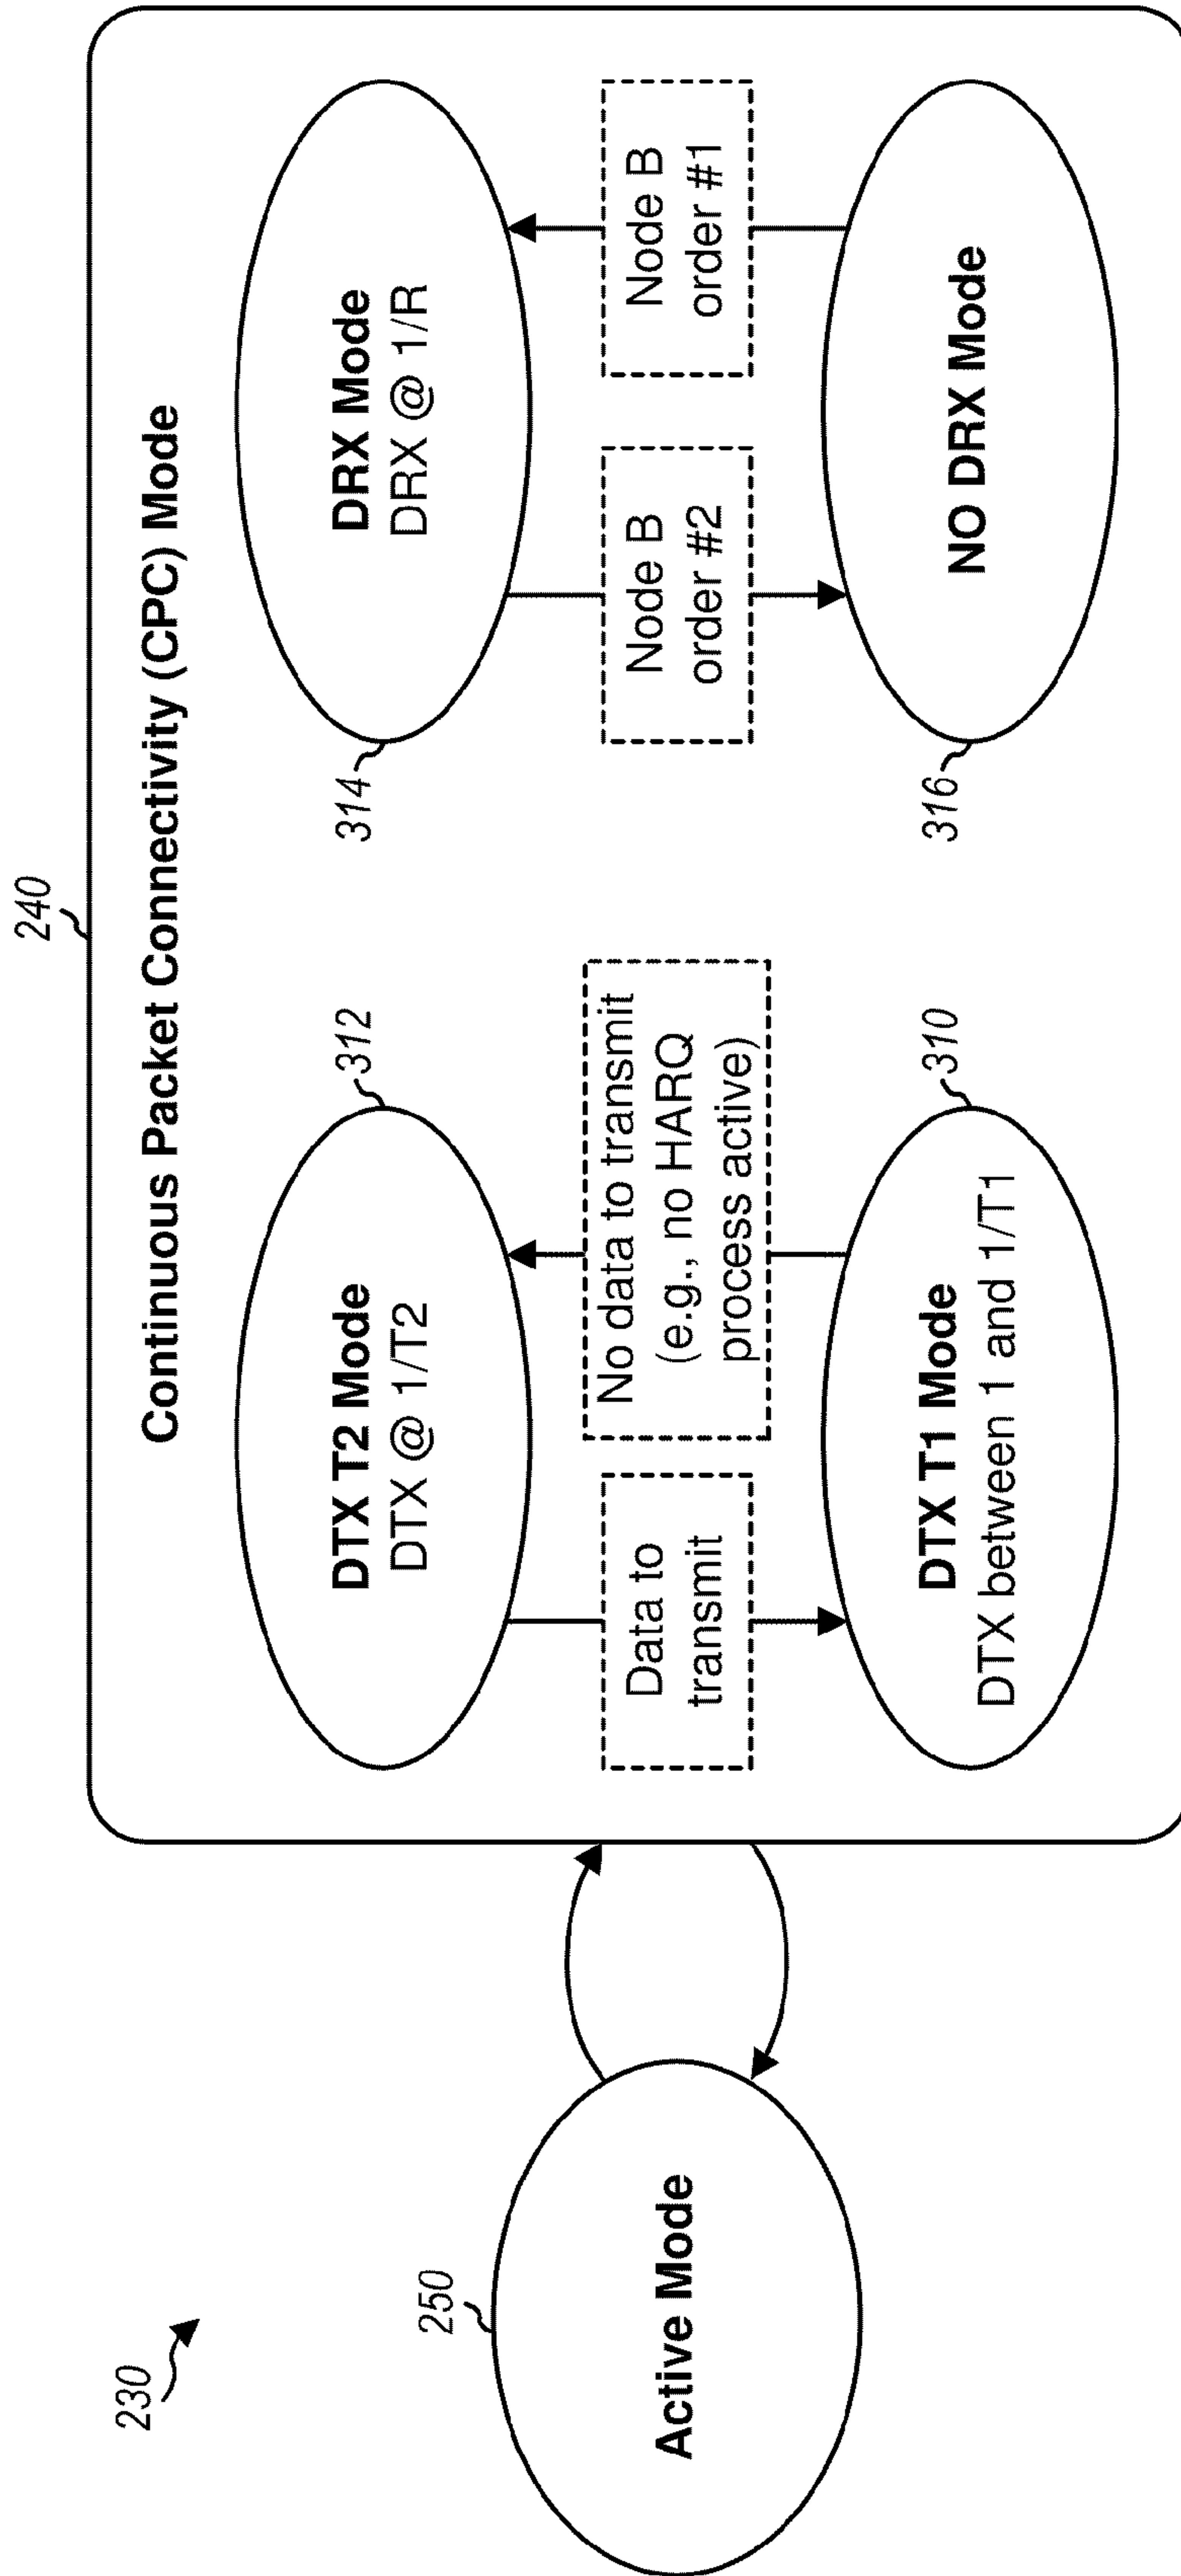 240
Continuous Packet Connectivity (CPC) Mode
230
250
Active Mode
312
DTX T2 Mode
DTX @ 1/T2
Data to
transmit
No data to transmit
(e.g., no HARQ
process active)
310
DTX T1 Mode
DTX between 1 and 1/T1
314
DRX Mode
DRX @ 1/R
Node B
order #2
Node B
order #1
316
NO DRX Mode